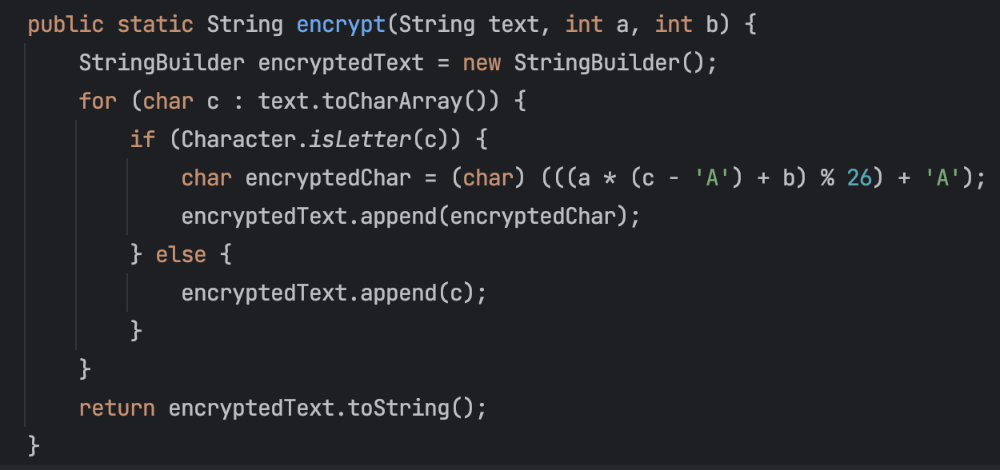 public static String encrypt(String text, int a, int b) {
    StringBuilder encryptedText = new StringBuilder();
    for (char c : text.toCharArray()) {
        if (Character.isLetter(c)) {
            char encryptedChar = (char) (((a * (c - 'A') + b) % 26) + 'A');
            encryptedText.append(encryptedChar);
        } else {
            encryptedText.append(c);
        }
    }
    return encryptedText.toString();
}